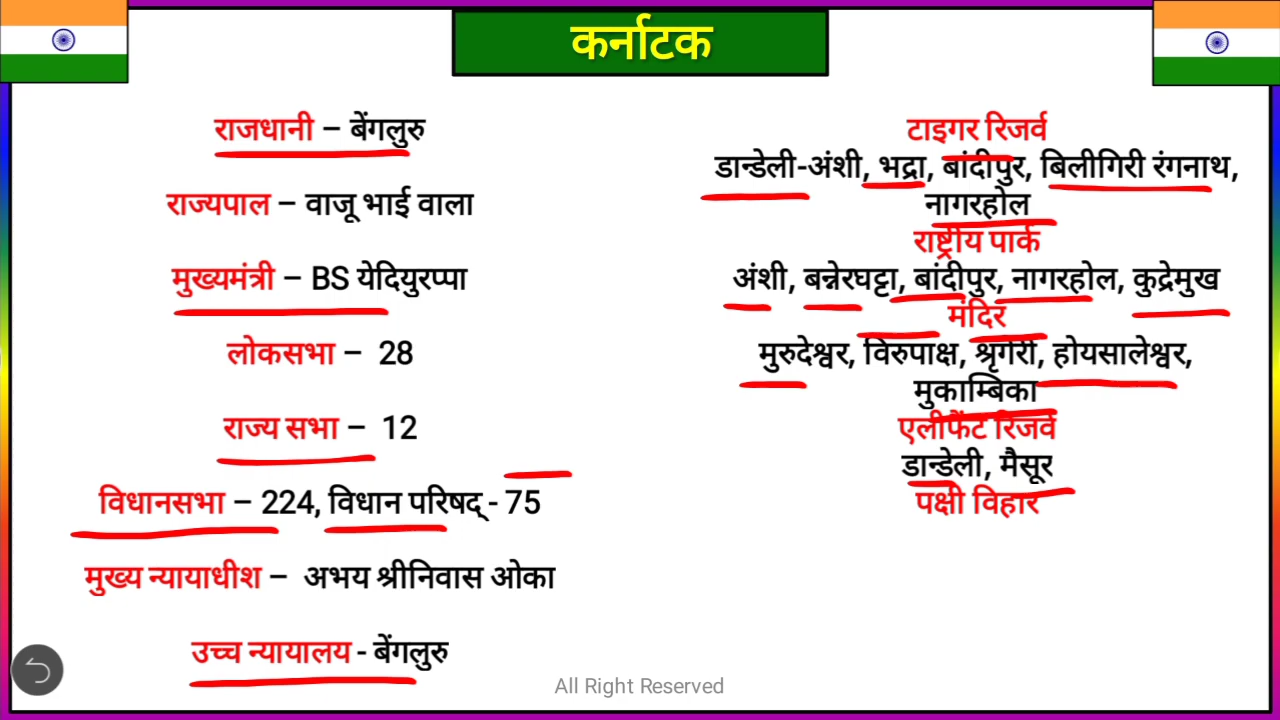 कर्नाटक
राजधानी – बेंगलुरु
राज्यपाल – वाजू भाई वाला
मुख्यमंत्री – BS येदियुरप्पा
लोकसभा – 28
राज्य सभा – 12
विधानसभा – 224, विधान परिषद् - 75
मुख्य न्यायाधीश – अभय श्रीनिवास ओका
उच्च न्यायालय - बेंगलुरु
टाइगर रिजर्व
डान्डेली-अंशी, भद्रा, बांदीपुर, बिलीगिरी रंगनाथ,
नागरहोल
राष्ट्रीय पार्क
अंशी, बन्नेरघट्टा, बांदीपुर, नागरहोल, कुद्रेमुख
मंदिर
मुरुदेश्वर, विरुपाक्ष, श्रृगेरी, होयसालेश्वर,
मुकाम्बिका
एलीफेंट रिजर्व
डान्डेली, मैसूर
पक्षी विहार
All Right Reserved